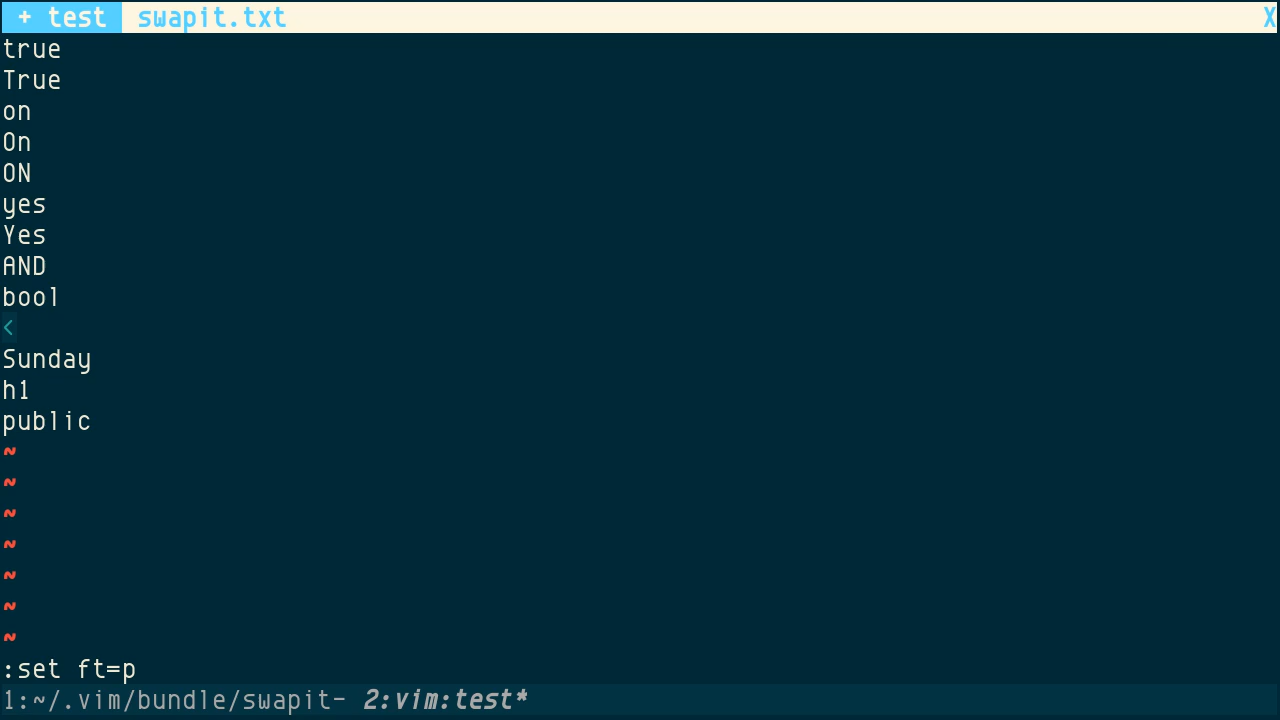 + test swapit.txt X
true
True
on
On
ON
yes
Yes
AND
bool
<
Sunday
h1
public
~
~
~
~
~
~
~
:set ft=p
1:~/.vim/bundle/swapit- 2:vim:test*